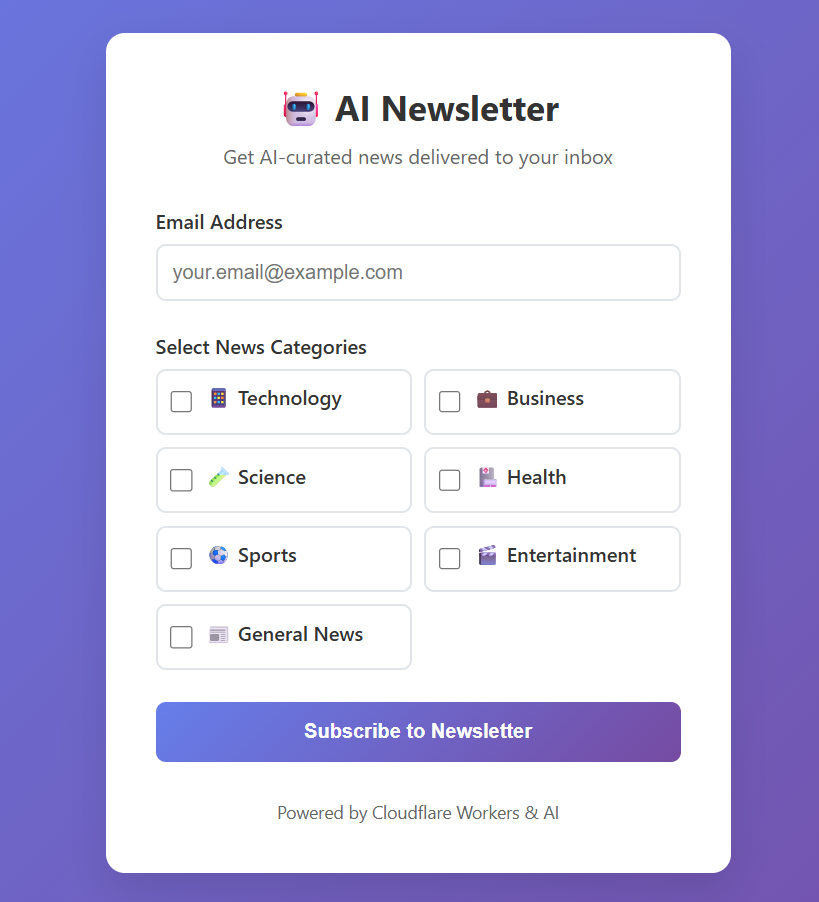 AI Newsletter
Get AI-curated news delivered to your inbox
Email Address
your.email@example.com
Select News Categories
Technology
Business
Science
Health
Sports
Entertainment
General News
Subscribe to Newsletter
Powered by Cloudflare Workers & AI